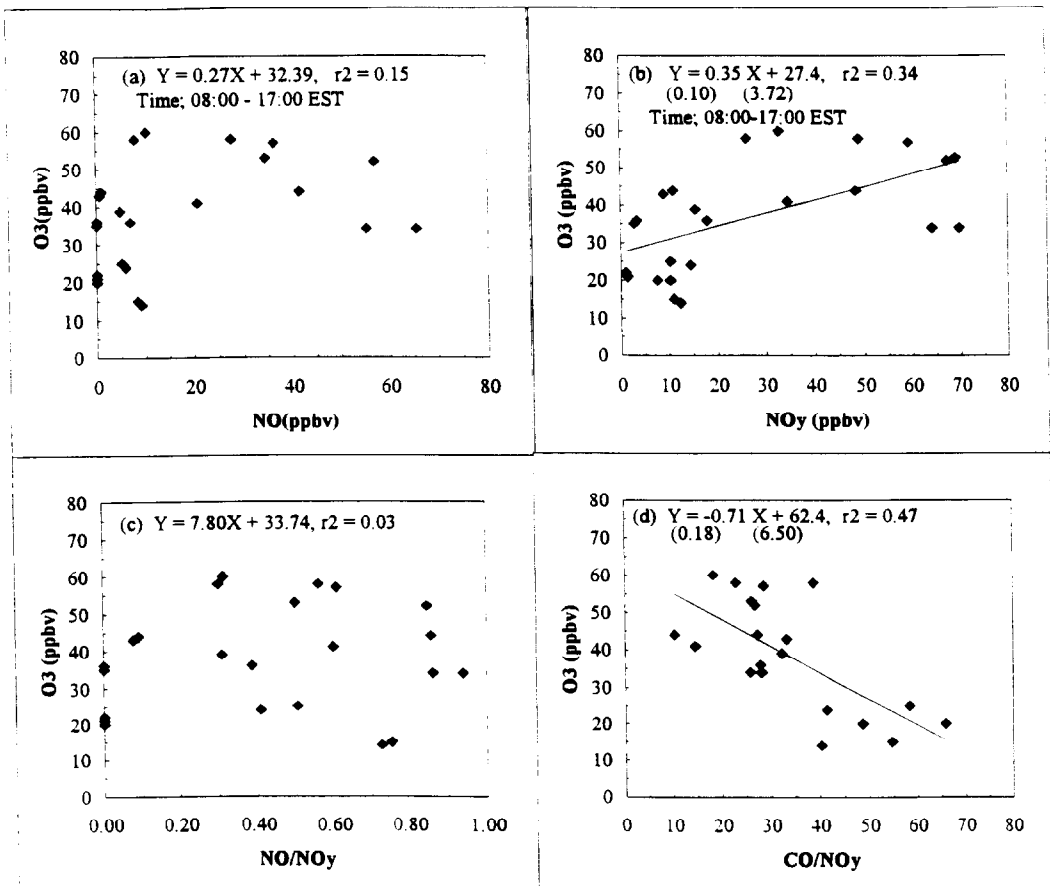 (a) Y = 0.27X + 32.39, r2 = 0.15
Time; 08:00 - 17:00 EST
80
70
60
50
40
30
20
10
0
O3(ppbv)
0 20 40 60 80
NO(ppbv)
(b) Y = 0.35 X + 27.4, r2 = 0.34
(0.10) (3.72)
Time; 08:00-17:00 EST
80
70
60
50
40
30
20
10
0
O3 (ppbv)
0 10 20 30 40 50 60 70 80
NOy (ppbv)
(c) Y = 7.80X + 33.74, r2 = 0.03
80
70
60
50
40
30
20
10
0
O3 (ppbv)
0.00 0.20 0.40 0.60 0.80 1.00
NO/NOy
(d) Y = -0.71 X + 62.4, r2 = 0.47
(0.18) (6.50)
80
70
60
50
40
30
20
10
0
O3 (ppbv)
0 10 20 30 40 50 60 70 80
CO/NOy